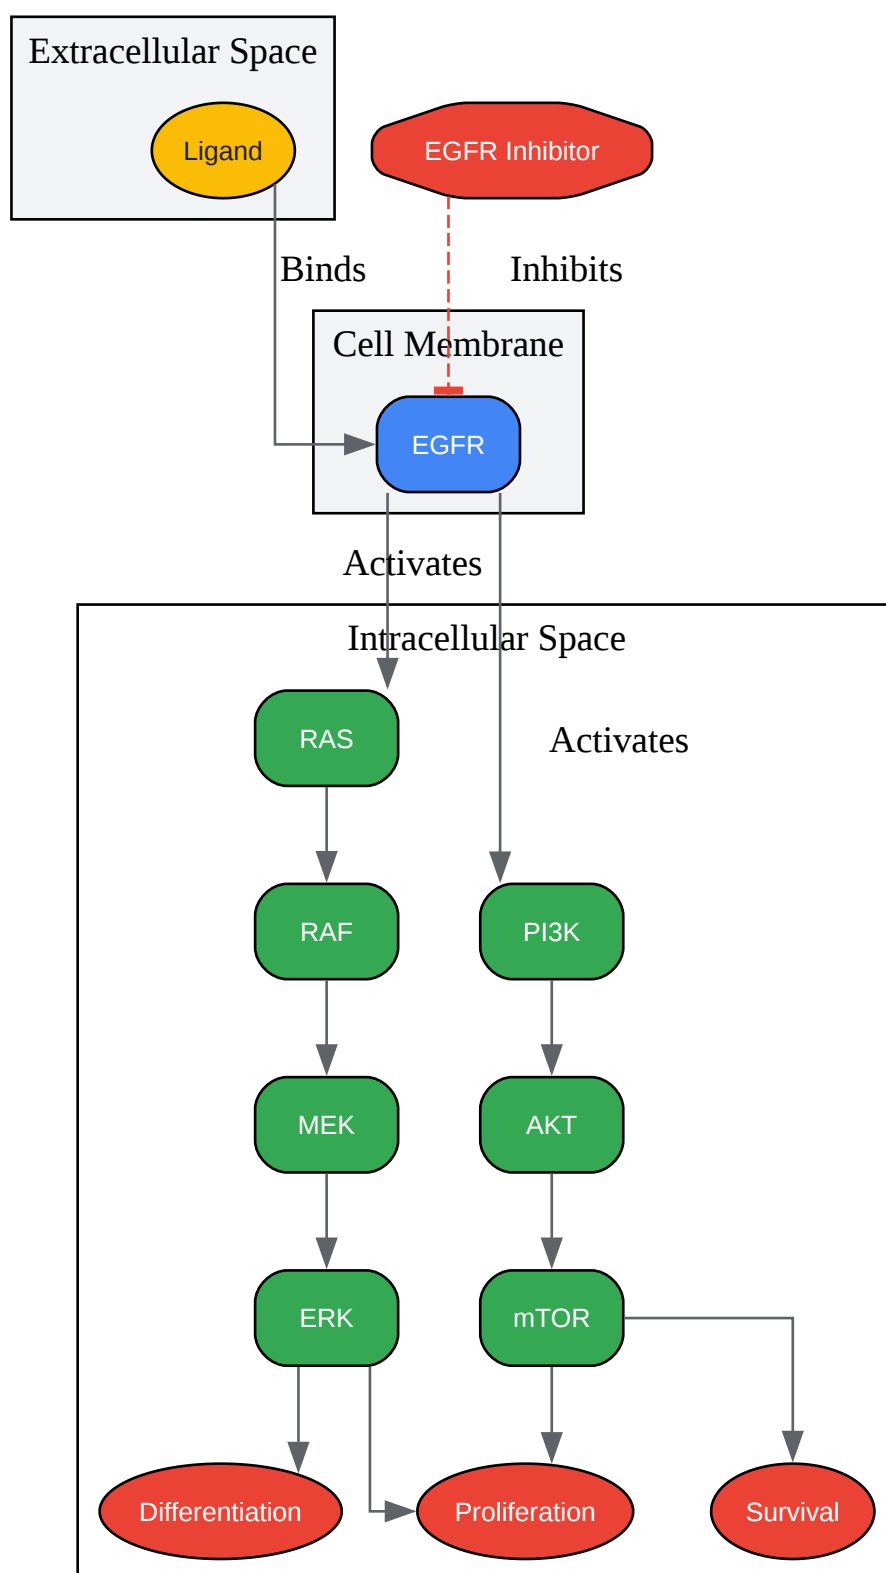 Extracellular Space
Ligand
EGFR Inhibitor
Binds
Inhibits
Cell Membrane
EGFR
Activates
Intracellular Space
RAS
Activates
RAF
PI3K
MEK
AKT
ERK
mTOR
Differentiation
Proliferation
Survival